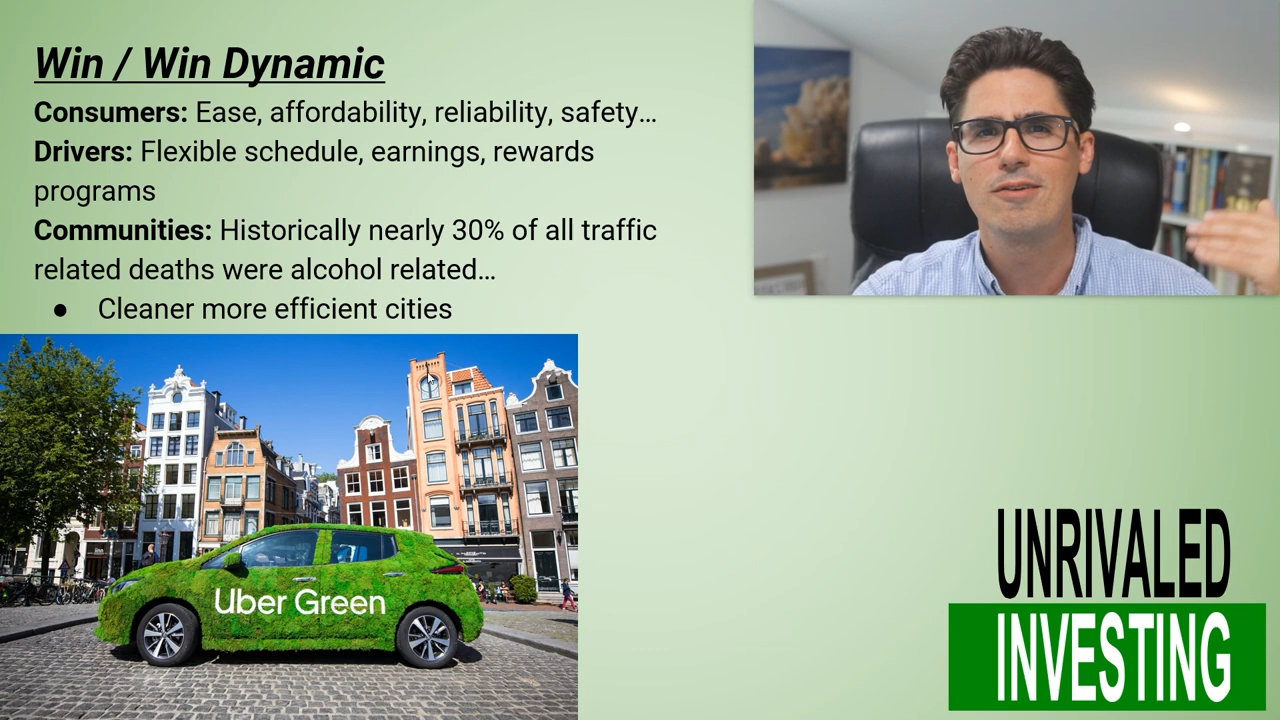 Win / Win Dynamic
Consumers: Ease, affordability, reliability, safety…
Drivers: Flexible schedule, earnings, rewards
programs
Communities: Historically nearly 30% of all traffic
related deaths were alcohol related…
● Cleaner more efficient cities
Uber Green
UNRIVALED
INVESTING